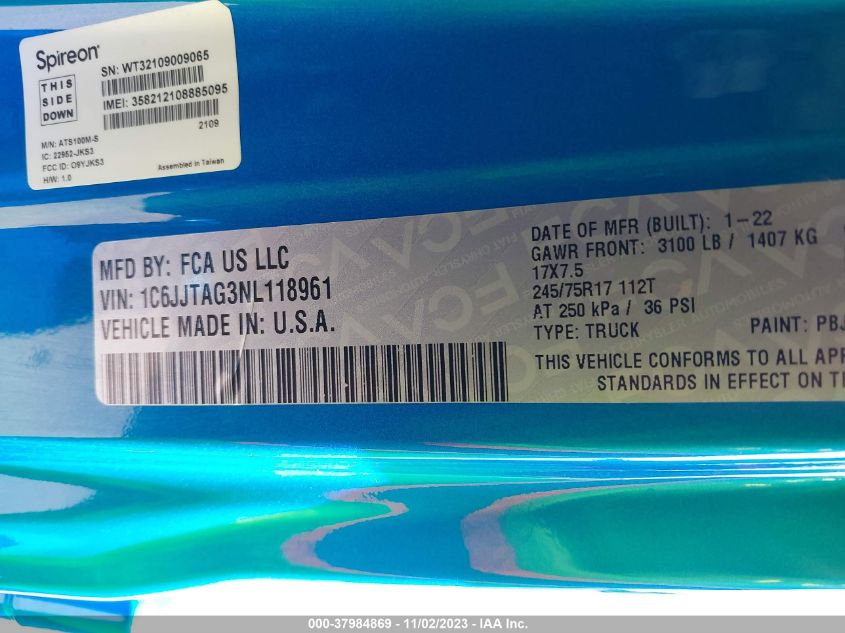 Spireon
THIS
SIDE
DOWN
SN: WT32109009065
IMEI: 358212108885095
2109
M/N: ATS100M-S
IC: 22952-JKS3
FCC ID: O9YJKS3
H/W: 1.0
Assembled in Taiwan
MFD BY: FCA US LLC
VIN: 1C6JJTAG3NL118961
VEHICLE MADE IN: U.S.A.
DATE OF MFR (BUILT): 1-22
GAWR FRONT: 3100 LB / 1407 KG
17X7.5
245/75R17 112T
AT 250 kPa / 36 PSI
TYPE: TRUCK PAINT: PBJ
THIS VEHICLE CONFORMS TO ALL APP
STANDARDS IN EFFECT ON T
000-37984869 - 11/02/2023 - IAA Inc.